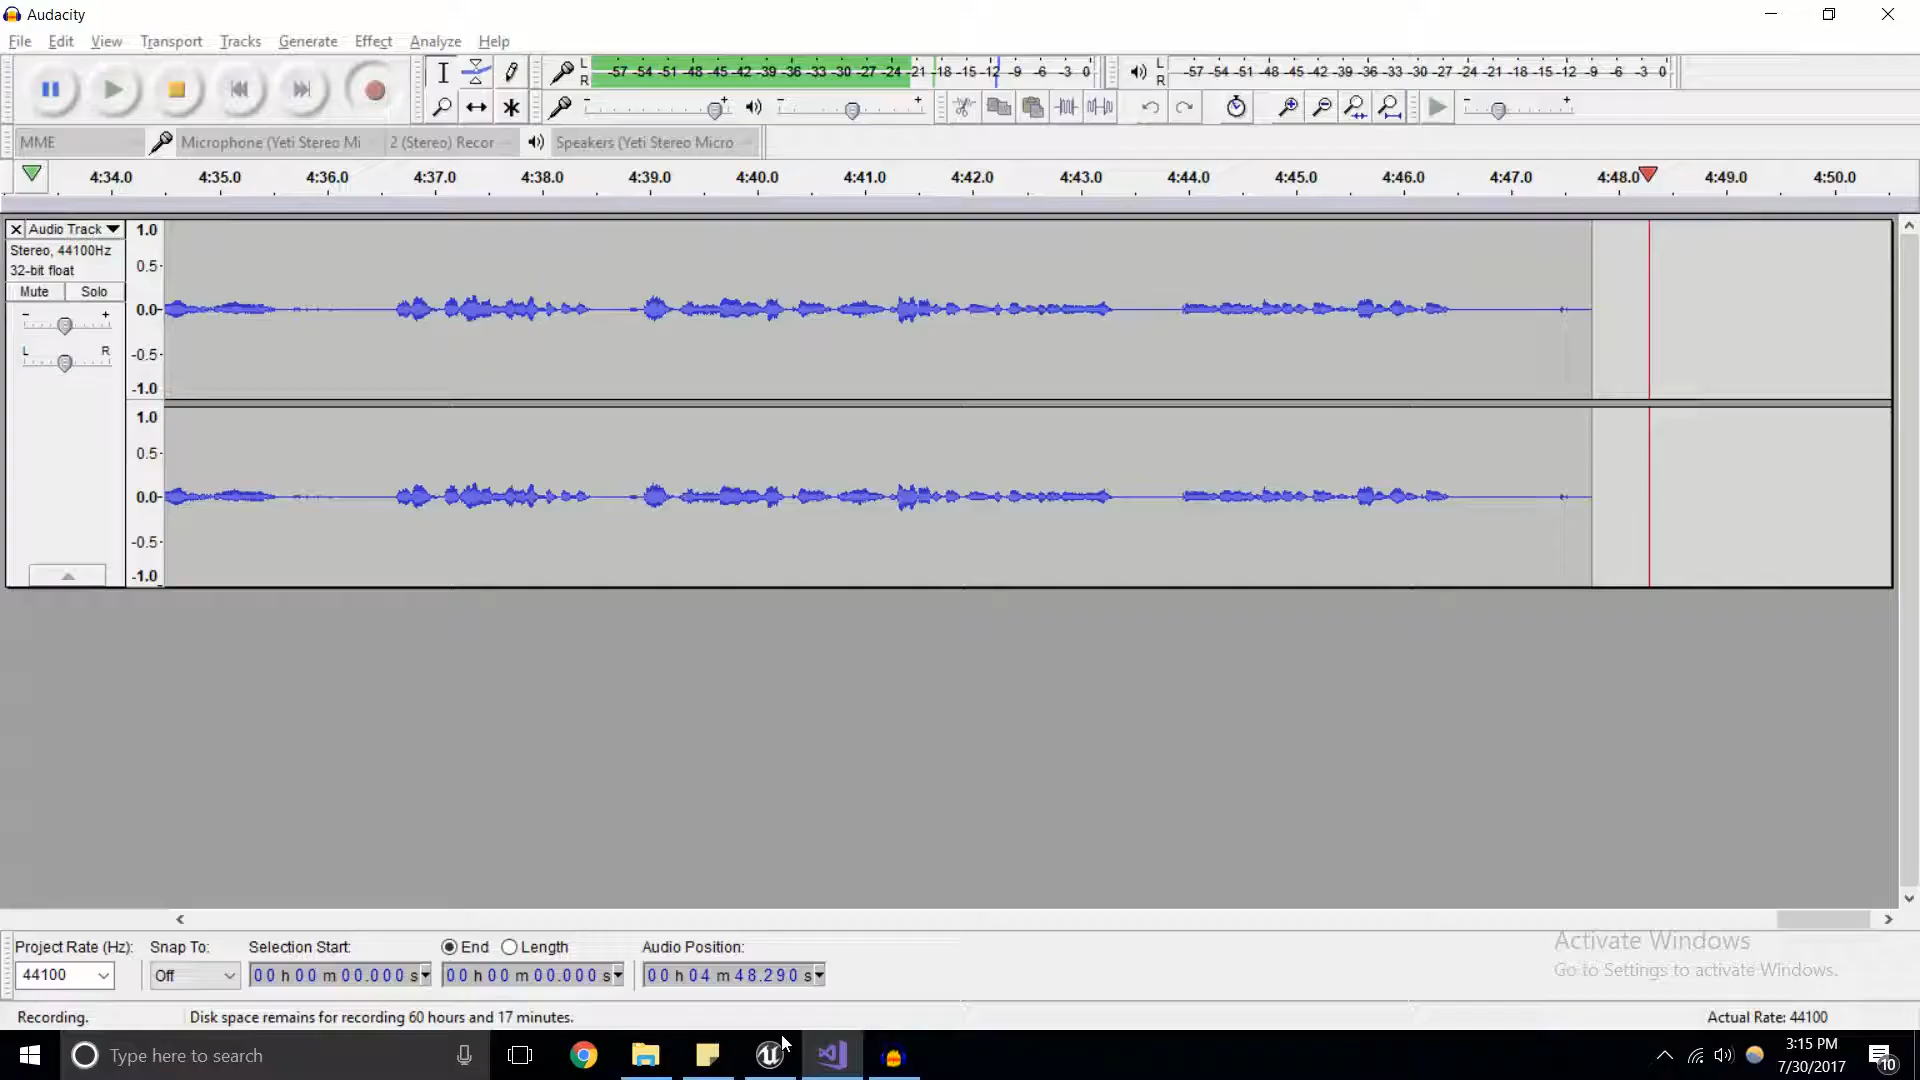 Audacity
File Edit View Transport Tracks Generate Effect Analyze Help
L R -57 -54 -51 -48 -45 -42 -39 -36 -33 -30 -27 -24 -21 -18 -15 -12 -9 -6 -3 0
L R -57 -54 -51 -48 -45 -42 -39 -36 -33 -30 -27 -24 -21 -18 -15 -12 -9 -6 -3 0
MME Microphone (Yeti Stereo Mi 2 (Stereo) Recor Speakers (Yeti Stereo Micro
4:34.0 4:35.0 4:36.0 4:37.0 4:38.0 4:39.0 4:40.0 4:41.0 4:42.0 4:43.0 4:44.0 4:45.0 4:46.0 4:47.0 4:48.0 4:49.0 4:50.0
Audio Track
Stereo, 44100Hz
32-bit float
Mute Solo
- +
L R
1.0
0.5
0.0
-0.5
-1.0
1.0
0.5
0.0
-0.5
-1.0
Project Rate (Hz): Snap To: Selection Start: End Length Audio Position:
44100 Off 00 h 00 m 00.000 s 00 h 00 m 00.000 s 00 h 04 m 48.290 s
Activate Windows
Go to Settings to activate Windows.
Recording. Disk space remains for recording 60 hours and 17 minutes. Actual Rate: 44100
Type here to search
3:15 PM
7/30/2017
10